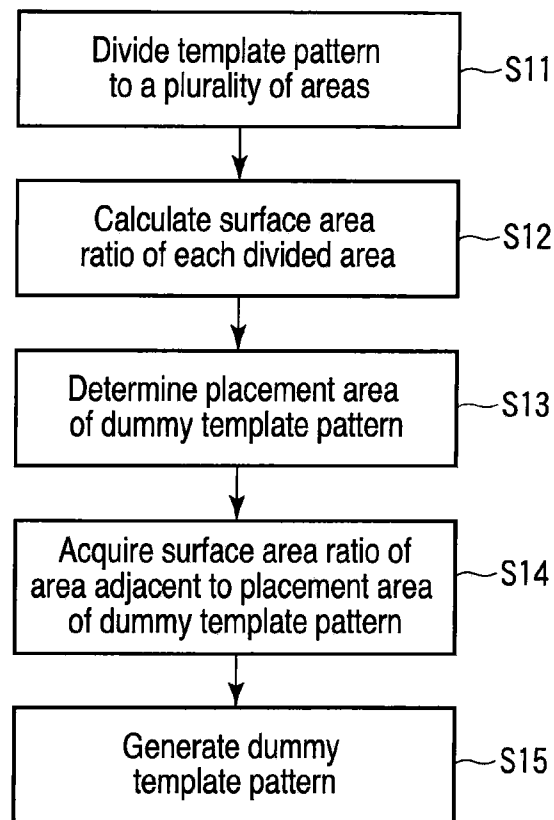 Divide template pattern
to a plurality of areas
S11
Calculate surface area
ratio of each divided area
S12
Determine placement area
of dummy template pattern
S13
Acquire surface area ratio of
area adjacent to placement area
of dummy template pattern
S14
Generate dummy
template pattern
S15